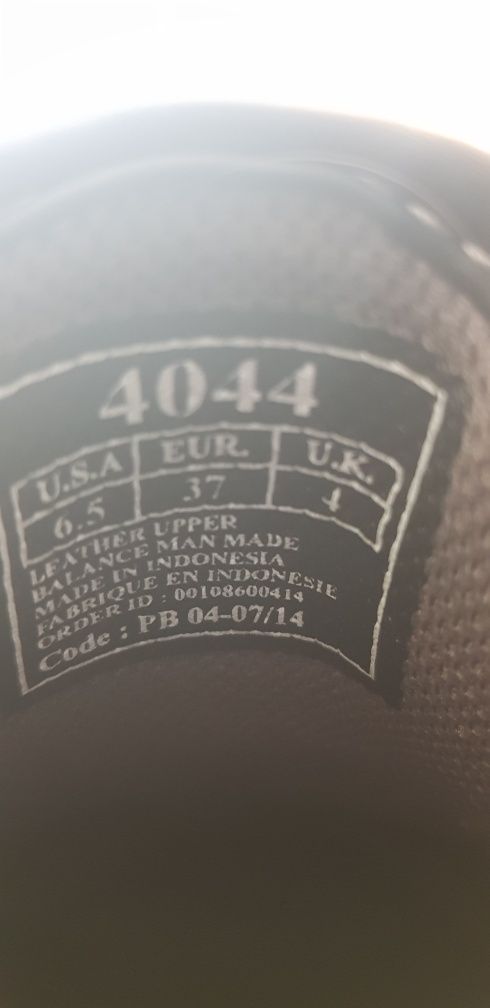 4044
U.S.A EUR. U.K.
6.5 37 4
LEATHER UPPER
BALANCE MAN MADE
MADE IN INDONESIA
FABRIQUE EN INDONESIE
ORDER ID : 00108600414
Code : PB 04-07/14